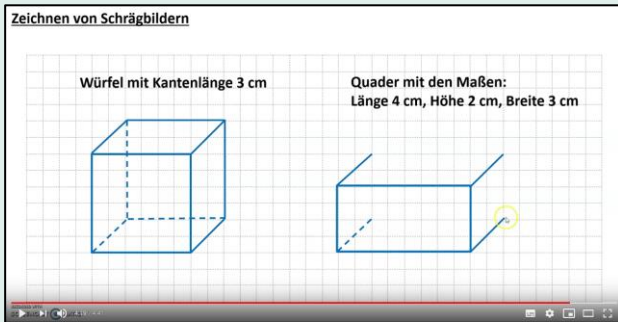 Zeichnen von Schrägbildern
Würfel mit Kantenlänge 3 cm
Quader mit den Maßen:
Länge 4 cm, Höhe 2 cm, Breite 3 cm